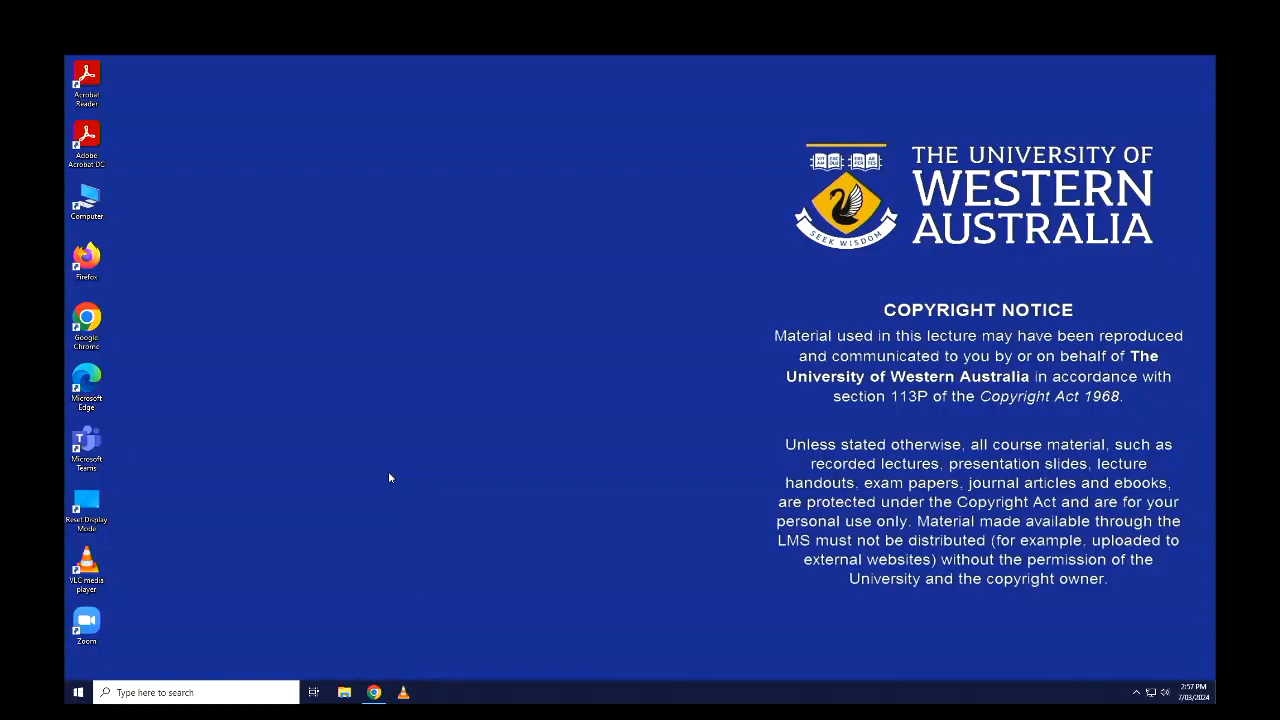 Acrobat
Reader
Adobe
Acrobat DC
Computer
Firefox
Google
Chrome
Microsoft
Edge
Microsoft
Teams
Reset Display
Mode
VLC media
player
Zoom
THE UNIVERSITY OF
WESTERN
AUSTRALIA
SEEK WISDOM
COPYRIGHT NOTICE
Material used in this lecture may have been reproduced
and communicated to you by or on behalf of The
University of Western Australia in accordance with
section 113P of the Copyright Act 1968.
Unless stated otherwise, all course material, such as
recorded lectures, presentation slides, lecture
handouts, exam papers, journal articles and ebooks,
are protected under the Copyright Act and are for your
personal use only. Material made available through the
LMS must not be distributed (for example, uploaded to
external websites) without the permission of the
University and the copyright owner.
Type here to search
2:57 PM
7/03/2024